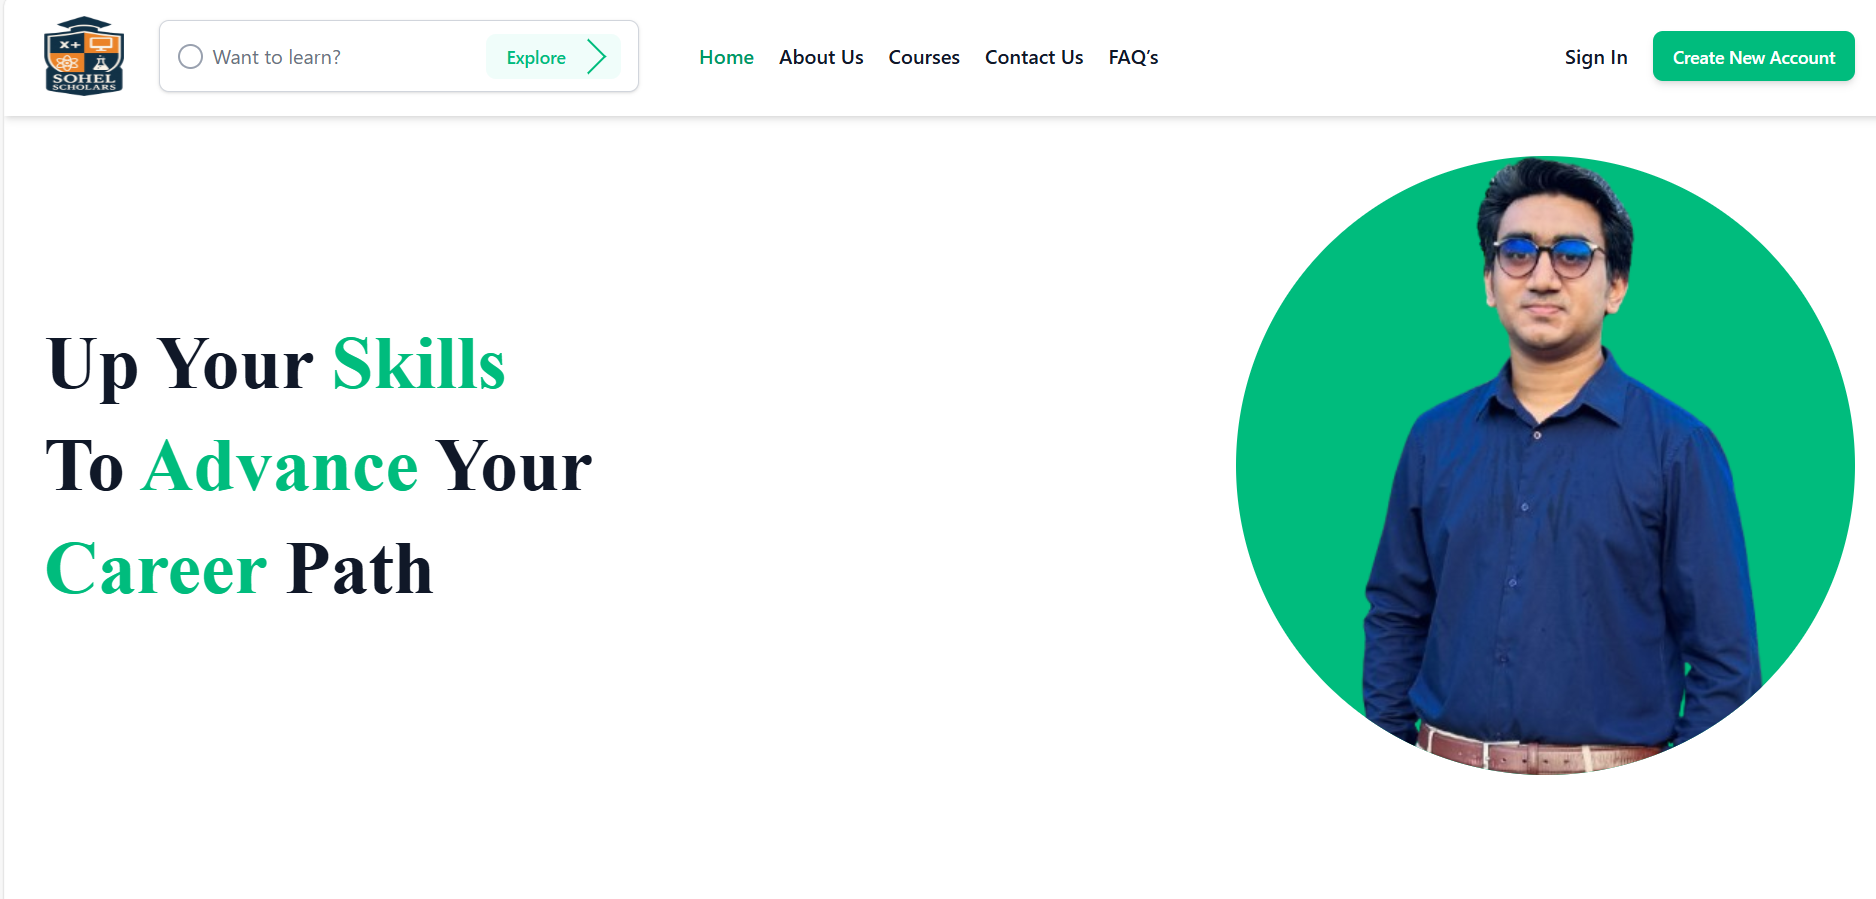 X+
SOHEL
SCHOLARS
Want to learn?
Explore
Home
About Us
Courses
Contact Us
FAQ’s
Sign In
Create New Account
Up Your Skills
To Advance Your
Career Path